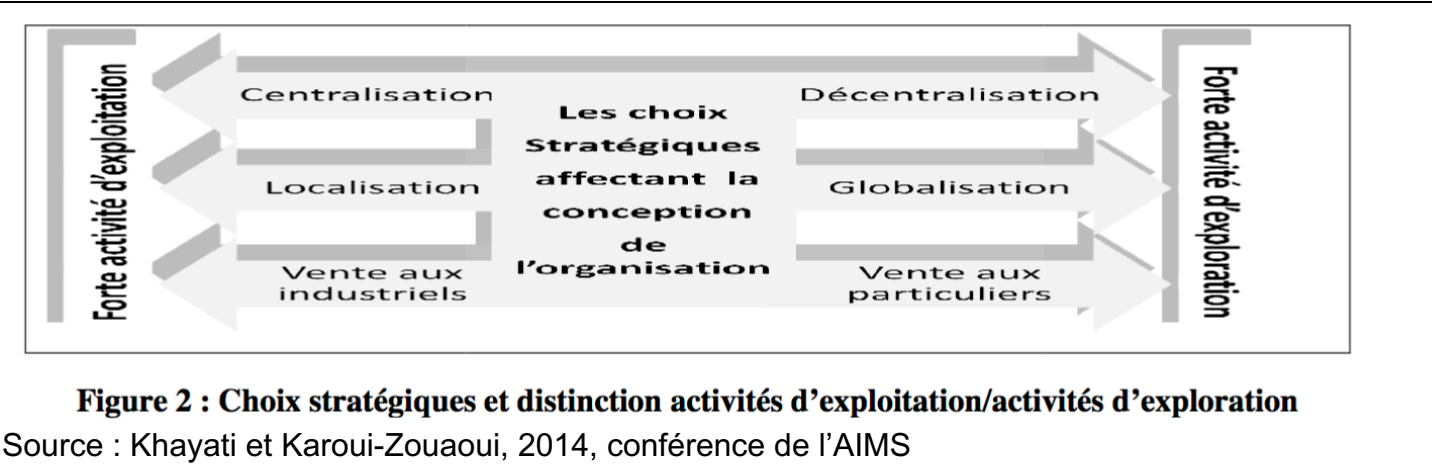 Forte activité d'exploitation
Centralisation
Localisation
Vente aux
industriels
Les choix
Stratégiques
affectant la
conception
de
l'organisation
Décentralisation
Globalisation
Vente aux
particuliers
Forte activité d'exploration
Figure 2 : Choix stratégiques et distinction activités d'exploitation/activités d'exploration
Source : Khayati et Karoui-Zouaoui, 2014, conférence de l'AIMS